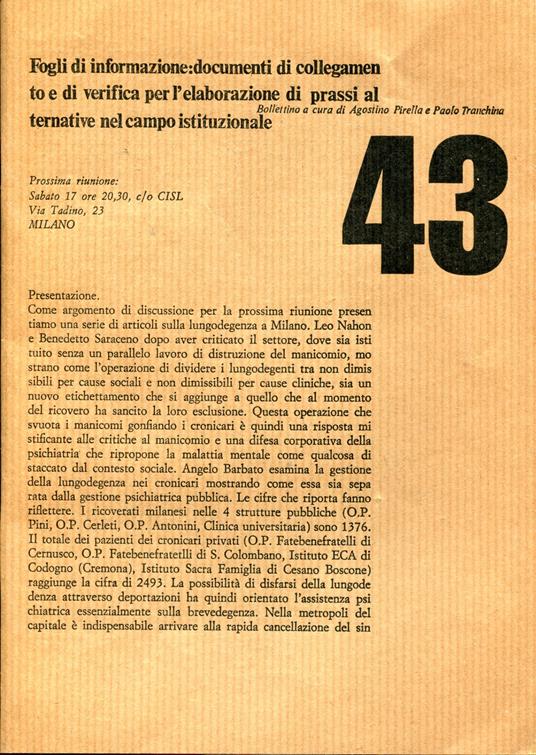 Fogli di informazione:documenti di collegamen
to e di verifica per l'elaborazione di prassi al
Bollettino a cura di Agostino Pirella e Paolo Tranchina
ternative nel campo istituzionale
43
Prossima riunione:
Sabato 17 ore 20,30, c/o CISL
Via Tadino, 23
MILANO
Presentazione.
Come argomento di discussione per la prossima riunione presen
tiamo una serie di articoli sulla lungodegenza a Milano. Leo Nahon
e Benedetto Saraceno dopo aver criticato il settore, dove sia isti
tuito senza un parallelo lavoro di distruzione del manicomio, mo
strano come l'operazione di dividere i lungodegenti tra non dimis
sibili per cause sociali e non dimissibili per cause cliniche, sia un
nuovo etichettamento che si aggiunge a quello che al momento
del ricovero ha sancito la loro esclusione. Questa operazione che
svuota i manicomi gonfiando i cronicari è quindi una risposta mi
stificante alle critiche al manicomio e una difesa corporativa della
psichiatria che ripropone la malattia mentale come qualcosa di
staccato dal contesto sociale. Angelo Barbato esamina la gestione
della lungodegenza nei cronicari mostrando come essa sia sepa
rata dalla gestione psichiatrica pubblica. Le cifre che riporta fanno
riflettere. I ricoverati milanesi nelle 4 strutture pubbliche (O.P.
Pini, O.P. Cerleti, O.P. Antonini, Clinica universitaria) sono 1376.
Il totale dei pazienti dei cronicari privati (O.P. Fatebenefratelli di
Cernusco, O.P. Fatebenefratelli di S. Colombano, Istituto ECA di
Codogno (Cremona), Istituto Sacra Famiglia di Cesano Boscone)
raggiunge la cifra di 2493. La possibilità di disfarsi della lungode
denza attraverso deportazioni ha quindi orientato l'assistenza psi
chiatrica essenzialmente sulla brevedegenza. Nella metropoli del
capitale è indispensabile arrivare alla rapida cancellazione del sin